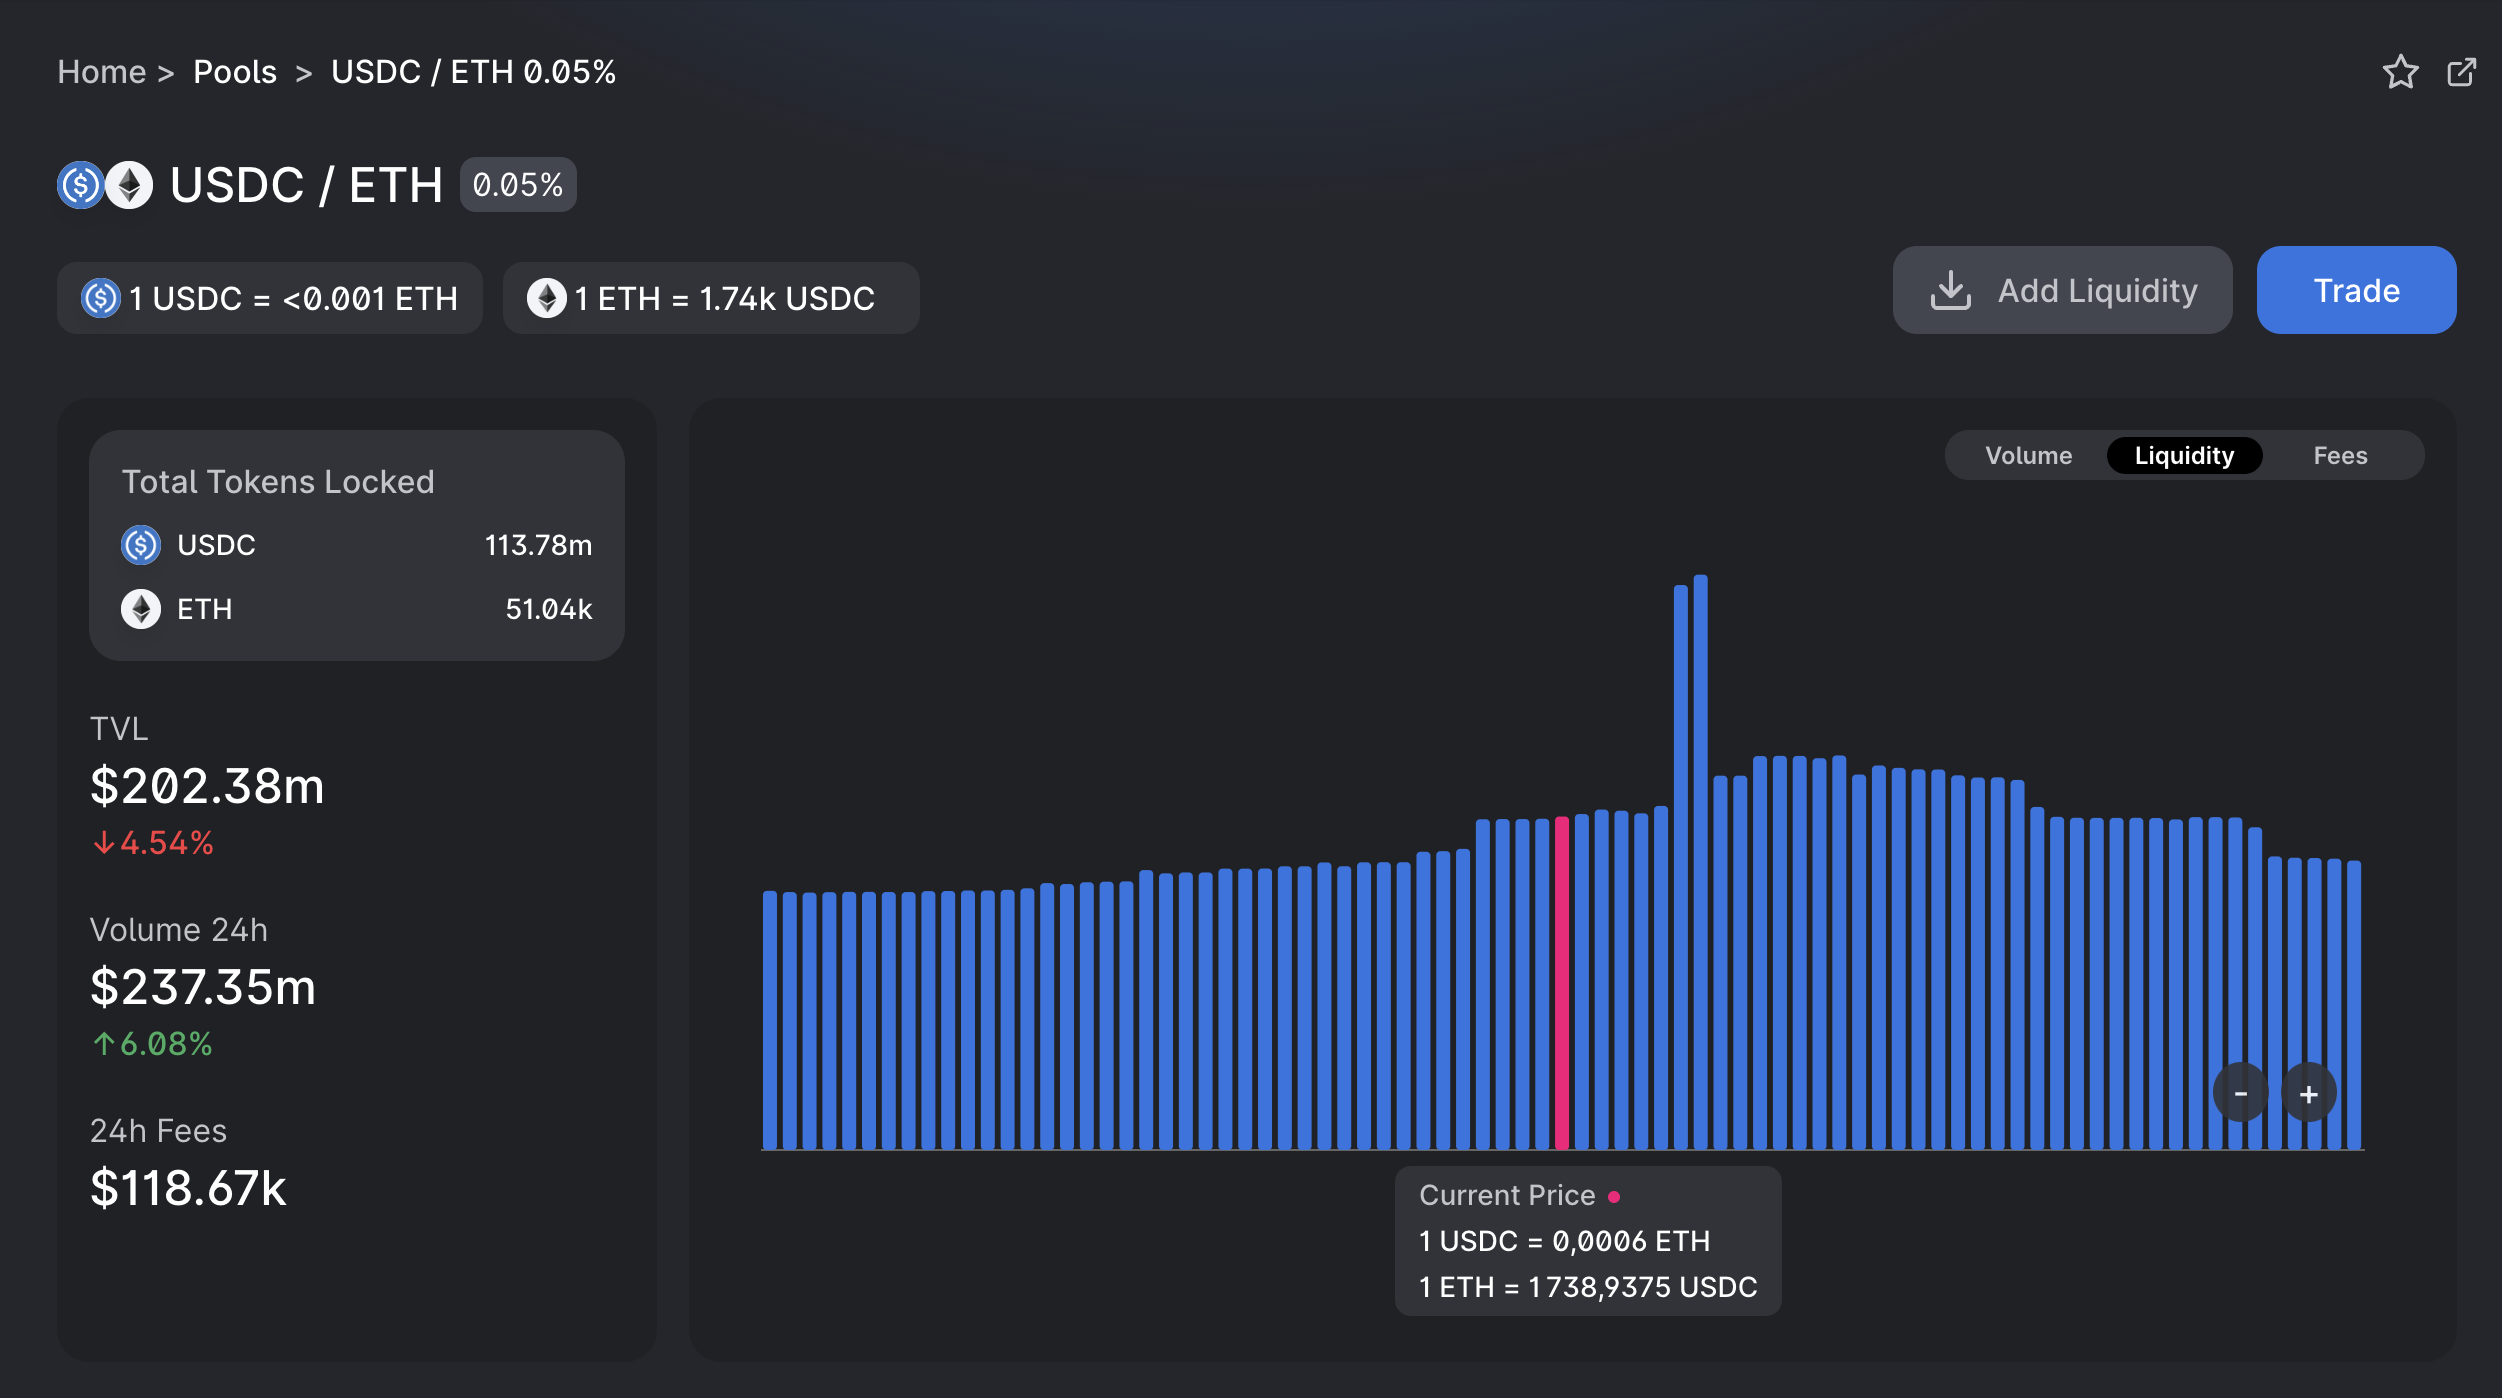 Home > Pools > USDC / ETH 0.05%
USDC / ETH 0.05%
1 USDC = <0.001 ETH
1 ETH = 1.74k USDC
Add Liquidity
Trade
Total Tokens Locked
USDC 113.78m
ETH 51.04k
TVL
$202.38m
↓4.54%
Volume 24h
$237.35m
↑6.08%
24h Fees
$118.67k
Volume Liquidity Fees
- +
Current Price
1 USDC = 0,0006 ETH
1 ETH = 1 738,9375 USDC